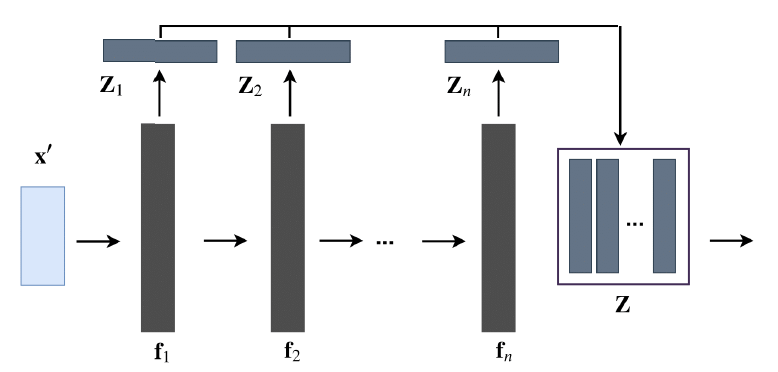 Z₁ Z₂ Zₙ
x′
... ...
Z
f₁ f₂ fₙ